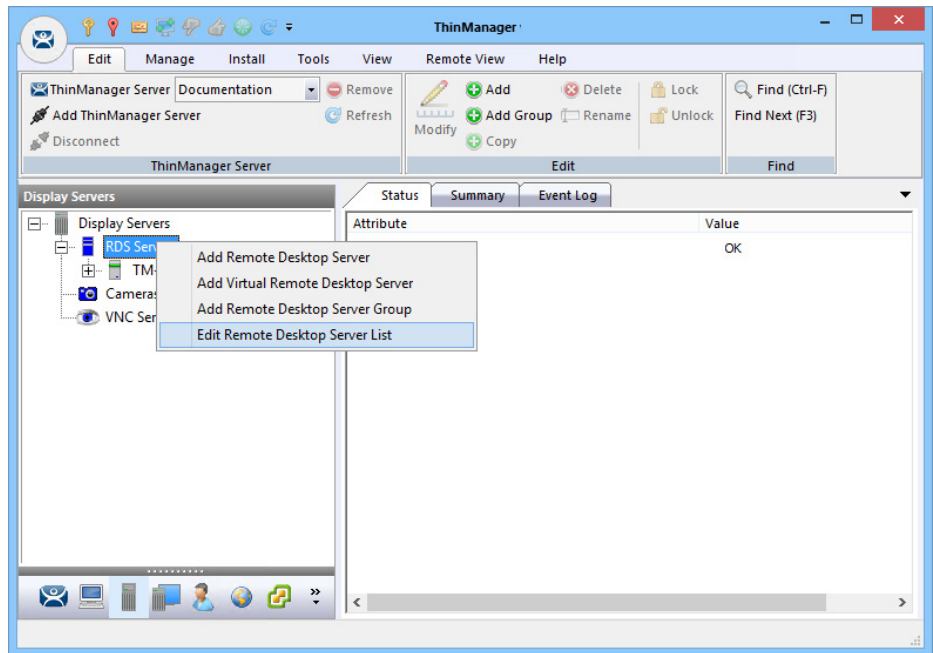 ThinManager
Edit Manage Install Tools View Remote View Help
ThinManager Server Documentation Remove
Add ThinManager Server Refresh
Disconnect
ThinManager Server
Modify
Add Delete Lock
Add Group Rename Unlock
Copy
Edit
Find (Ctrl-F)
Find Next (F3)
Find
Display Servers
Status Summary Event Log
Display Servers
RDS Serv
TM-
Cameras
VNC Ser
Add Remote Desktop Server
Add Virtual Remote Desktop Server
Add Remote Desktop Server Group
Edit Remote Desktop Server List
Attribute Value
OK